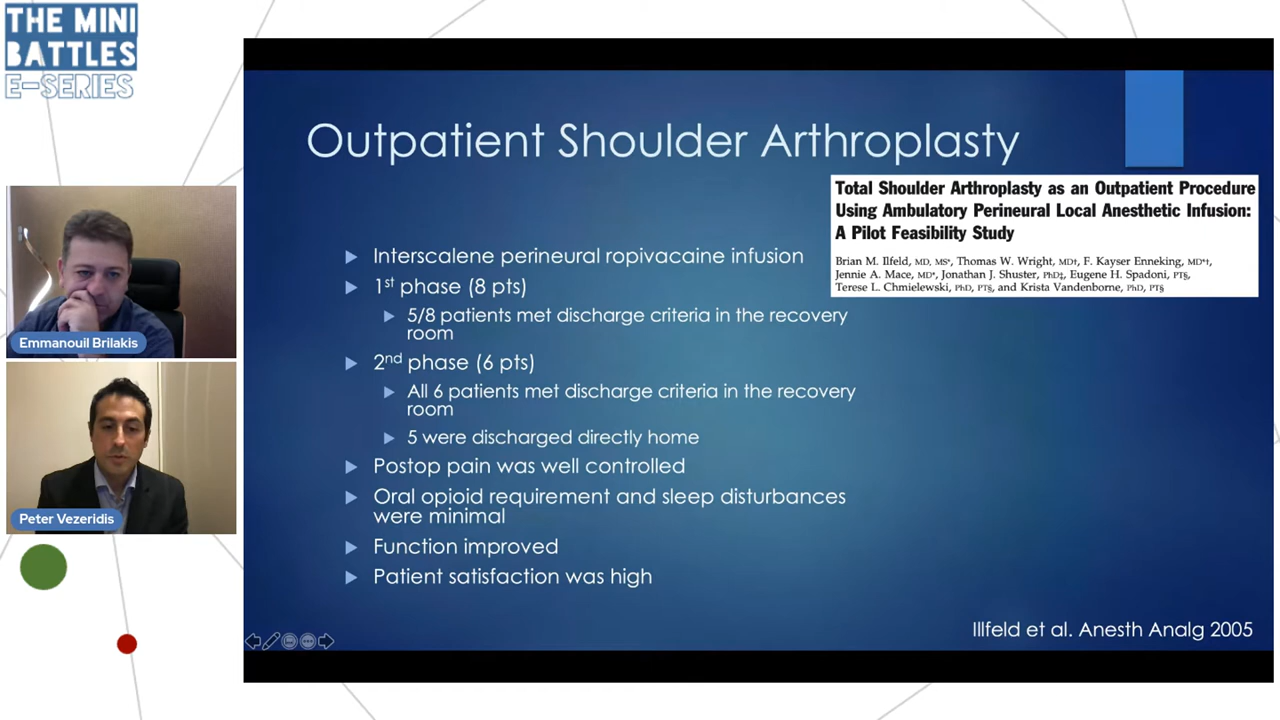 THE MINI
BATTLES
E-SERIES
Emmanouil Brilakis
Peter Vezeridis
Outpatient Shoulder Arthroplasty
Total Shoulder Arthroplasty as an Outpatient Procedure
Using Ambulatory Perineural Local Anesthetic Infusion:
A Pilot Feasibility Study
Brian M. Ilfeld, MD, MS*, Thomas W. Wright, MD†, F. Kayser Enneking, MD*†,
Jennie A. Mace, MD*, Jonathan J. Shuster, PhD‡, Eugene H. Spadoni, PT§,
Terese L. Chmielewski, PhD, PT§, and Krista Vandenborne, PhD, PT§
Interscalene perineural ropivacaine infusion
1st phase (8 pts)
5/8 patients met discharge criteria in the recovery
room
2nd phase (6 pts)
All 6 patients met discharge criteria in the recovery
room
5 were discharged directly home
Postop pain was well controlled
Oral opioid requirement and sleep disturbances
were minimal
Function improved
Patient satisfaction was high
Illfeld et al. Anesth Analg 2005